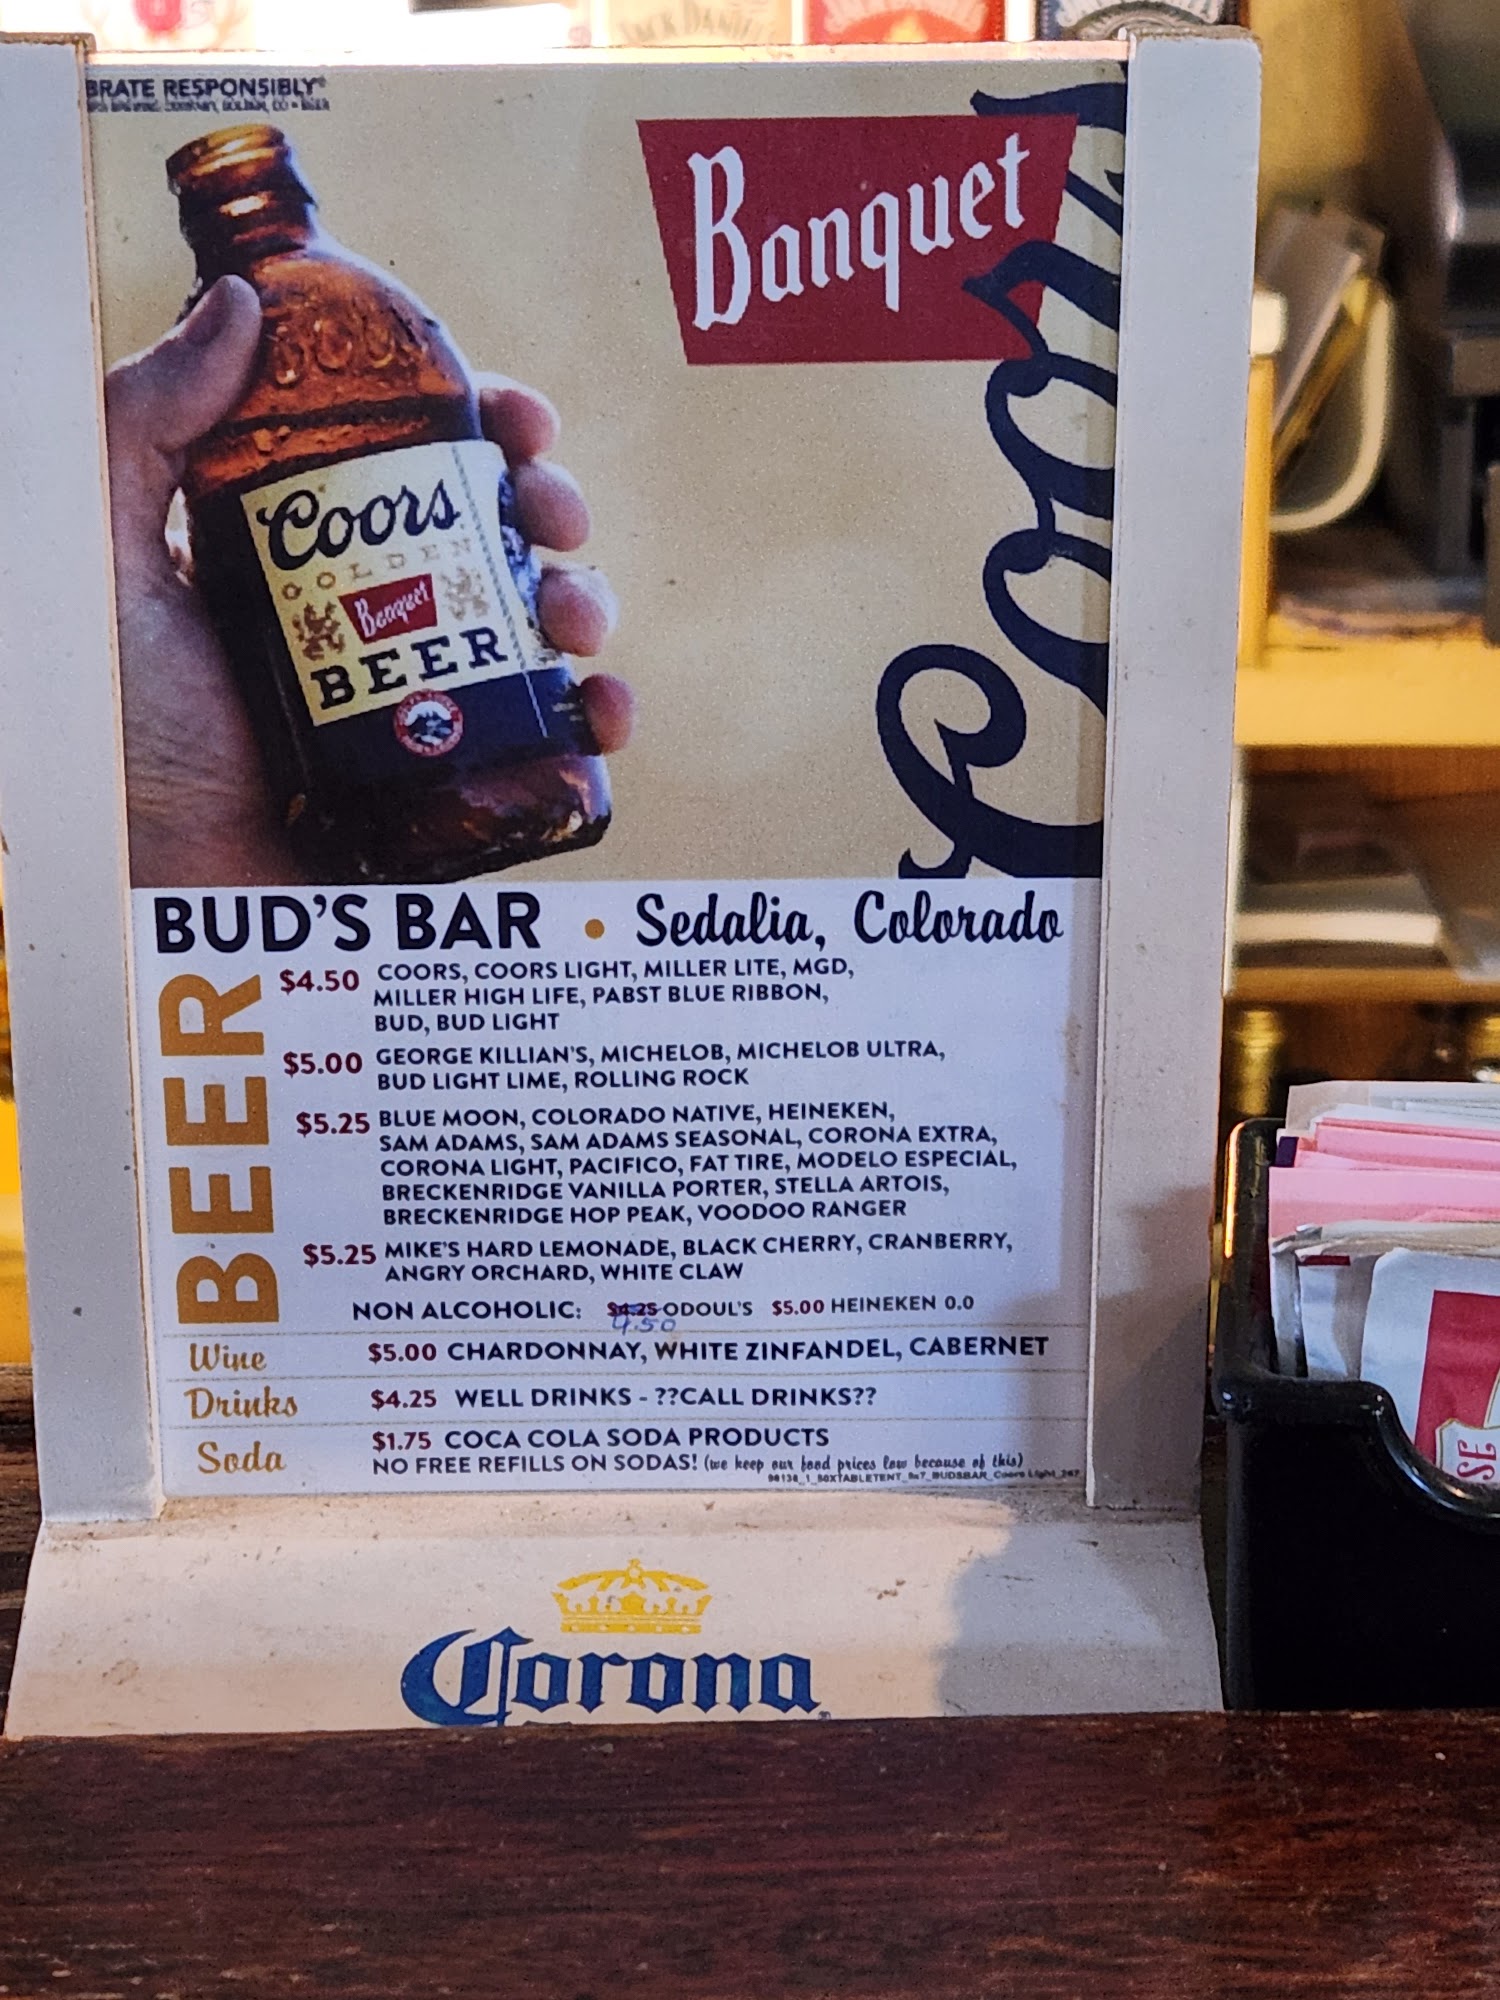 JACK DANIEL'S
BRATE RESPONSIBLY
Banquet
Coors
Coors
GOLDEN
Banquet
BEER
BUD'S BAR • Sedalia, Colorado
BEER
$4.50 COORS, COORS LIGHT, MILLER LITE, MGD,
MILLER HIGH LIFE, PABST BLUE RIBBON,
BUD, BUD LIGHT
$5.00 GEORGE KILLIAN'S, MICHELOB, MICHELOB ULTRA,
BUD LIGHT LIME, ROLLING ROCK
$5.25 BLUE MOON, COLORADO NATIVE, HEINEKEN,
SAM ADAMS, SAM ADAMS SEASONAL, CORONA EXTRA,
CORONA LIGHT, PACIFICO, FAT TIRE, MODELO ESPECIAL,
BRECKENRIDGE VANILLA PORTER, STELLA ARTOIS,
BRECKENRIDGE HOP PEAK, VOODOO RANGER
$5.25 MIKE'S HARD LEMONADE, BLACK CHERRY, CRANBERRY,
ANGRY ORCHARD, WHITE CLAW
NON ALCOHOLIC: $4.25 ODOUL'S $5.00 HEINEKEN 0.0
4.50
Wine $5.00 CHARDONNAY, WHITE ZINFANDEL, CABERNET
Drinks $4.25 WELL DRINKS - ??CALL DRINKS??
Soda $1.75 COCA COLA SODA PRODUCTS
NO FREE REFILLS ON SODAS! (we keep our food prices low because of this)
Corona
SE